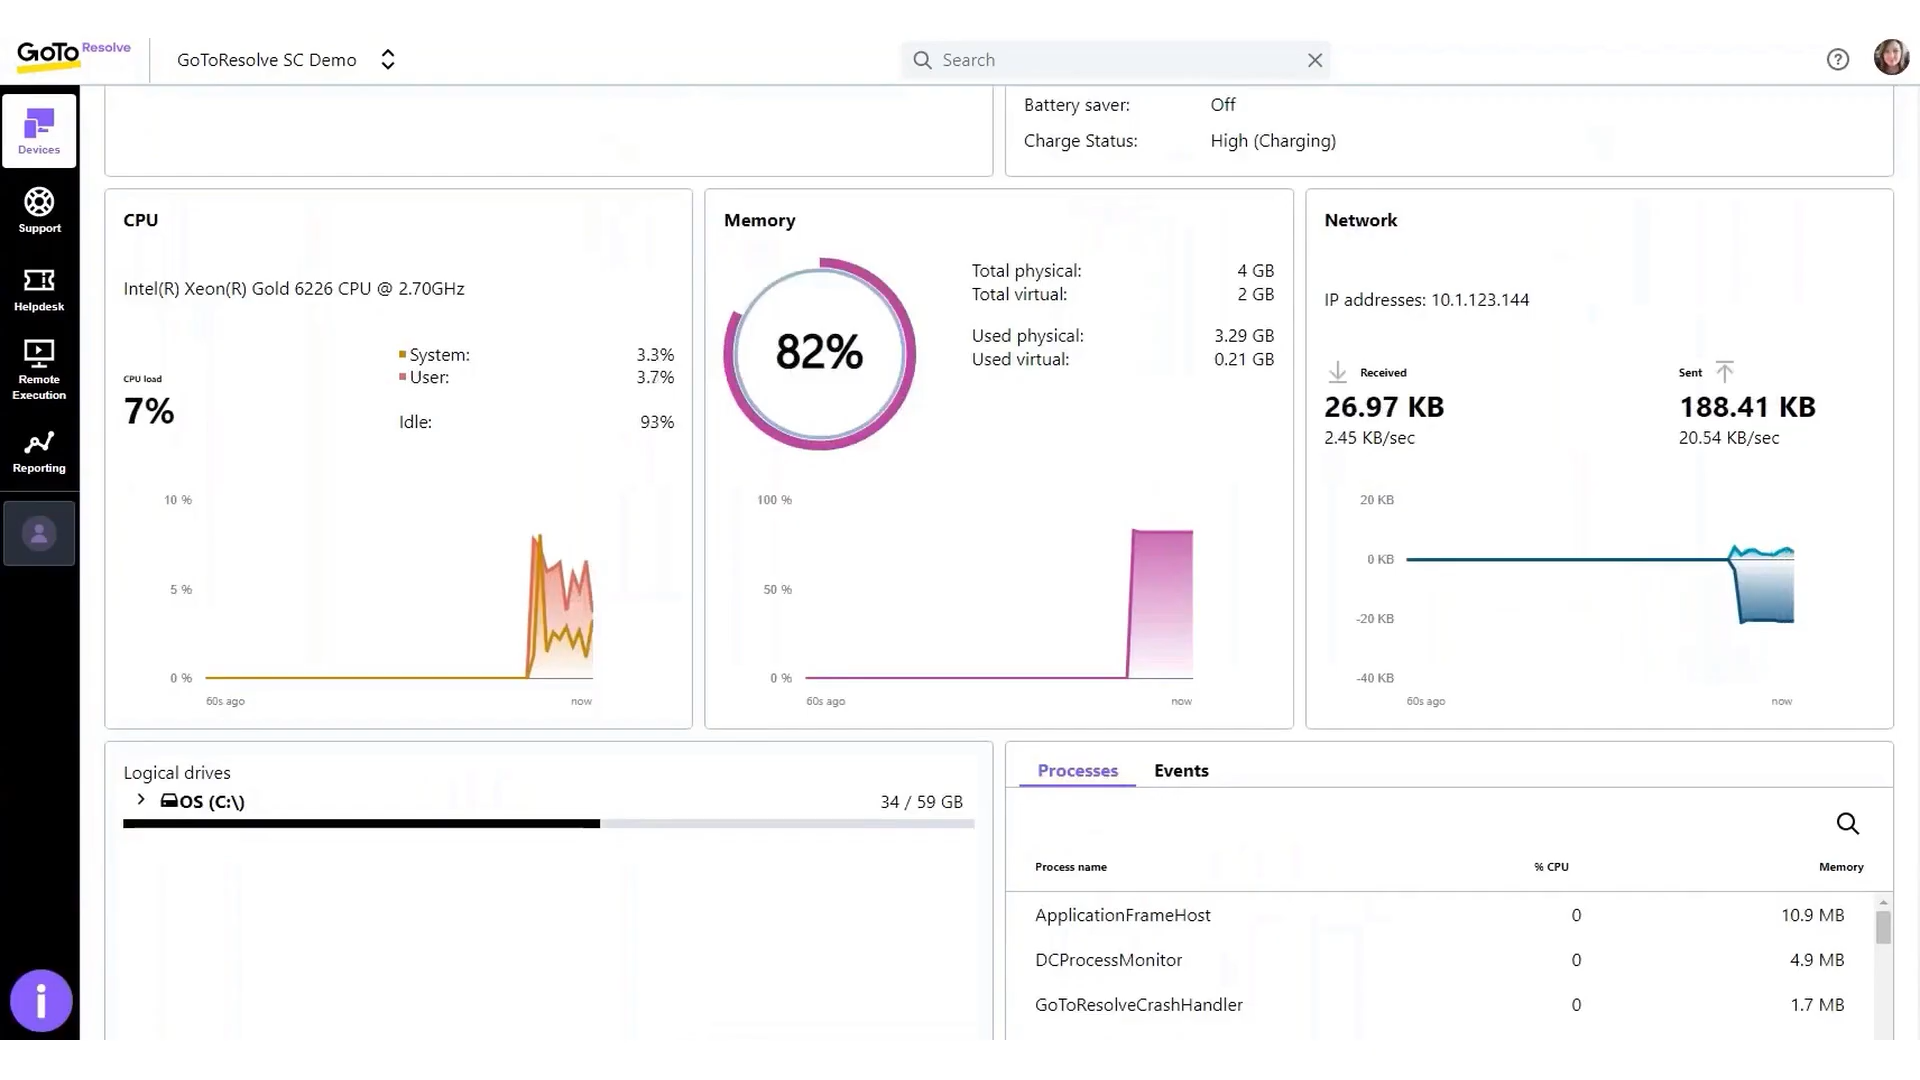 GoTo Resolve
GoToResolve SC Demo
Search
Devices
Support
Helpdesk
Remote
Execution
Reporting
Battery saver: Off
Charge Status: High (Charging)
CPU
Intel(R) Xeon(R) Gold 6226 CPU @ 2.70GHz
CPU load
7%
System: 3.3%
User: 3.7%
Idle: 93%
10 %
5 %
0 %
60s ago now
Memory
82%
Total physical: 4 GB
Total virtual: 2 GB
Used physical: 3.29 GB
Used virtual: 0.21 GB
100 %
50 %
0 %
60s ago now
Network
IP addresses: 10.1.123.144
Received
26.97 KB
2.45 KB/sec
Sent
188.41 KB
20.54 KB/sec
20 KB
0 KB
-20 KB
-40 KB
60s ago now
Logical drives
OS (C:\) 34 / 59 GB
Processes Events
Process name % CPU Memory
ApplicationFrameHost 0 10.9 MB
DCProcessMonitor 0 4.9 MB
GoToResolveCrashHandler 0 1.7 MB